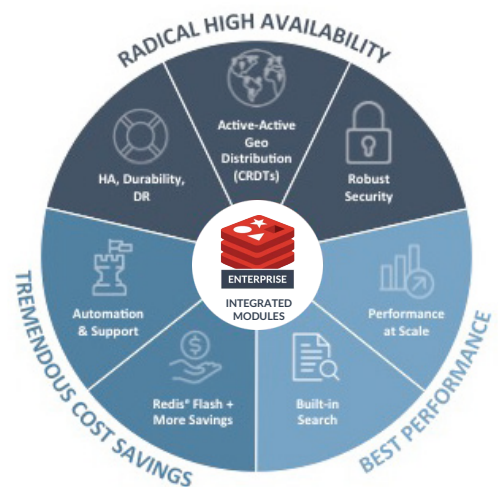 RADICAL HIGH AVAILABILITY
Active-Active
Geo
Distribution
(CRDTs)
HA, Durability,
DR
Robust
Security
ENTERPRISE
INTEGRATED
MODULES
Automation
& Support
Performance
at Scale
Redis® Flash +
More Savings
Built-in
Search
TREMENDOUS COST SAVINGS
BEST PERFORMANCE